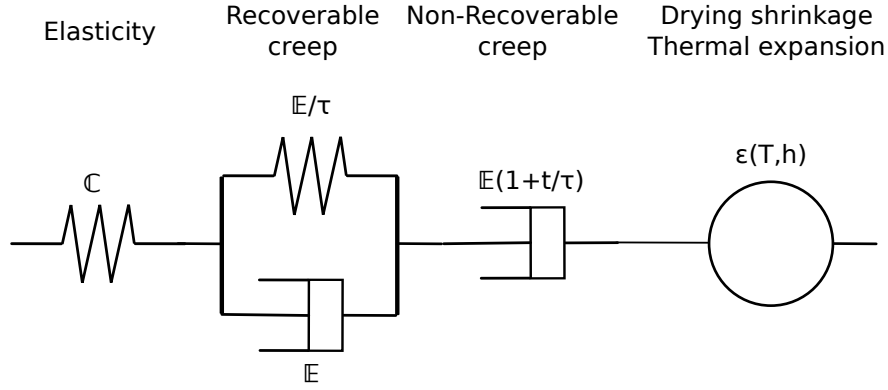 Elasticity
Recoverable
creep
Non-Recoverable
creep
Drying shrinkage
Thermal expansion
ℂ
𝔼/τ
𝔼
𝔼(1+t/τ)
ε(T,h)